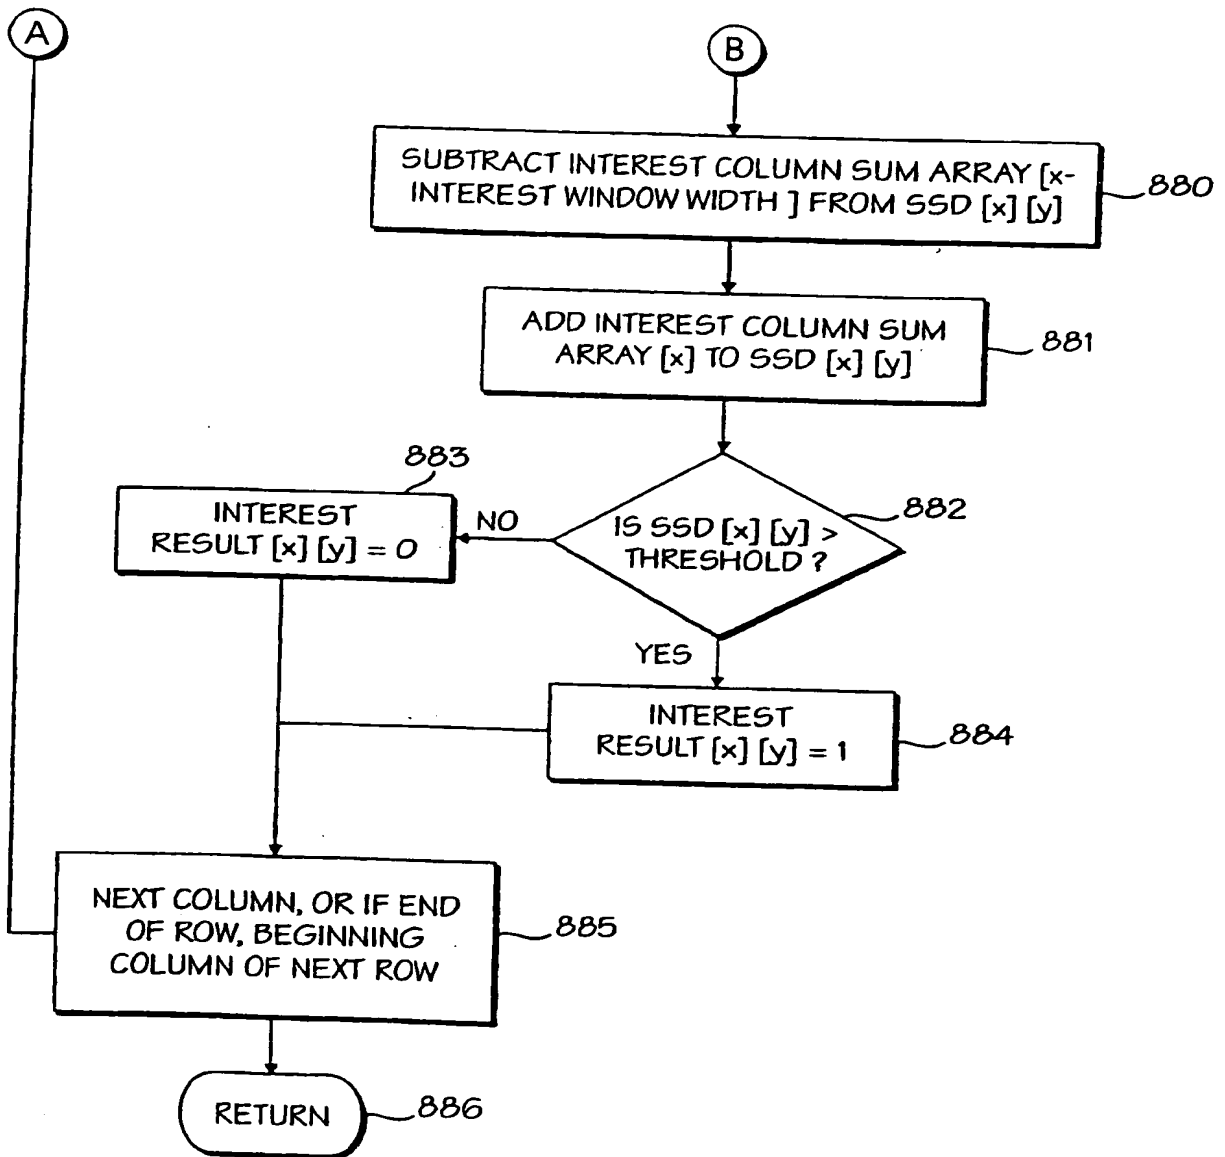 A
B
SUBTRACT INTEREST COLUMN SUM ARRAY [x-
INTEREST WINDOW WIDTH ] FROM SSD [x] [y]
880
ADD INTEREST COLUMN SUM
ARRAY [x] TO SSD [x] [y]
881
883
INTEREST
RESULT [x] [y] = 0
NO
IS SSD [x] [y] >
THRESHOLD ?
882
YES
INTEREST
RESULT [x] [y] = 1
884
NEXT COLUMN, OR IF END
OF ROW, BEGINNING
COLUMN OF NEXT ROW
885
RETURN
886